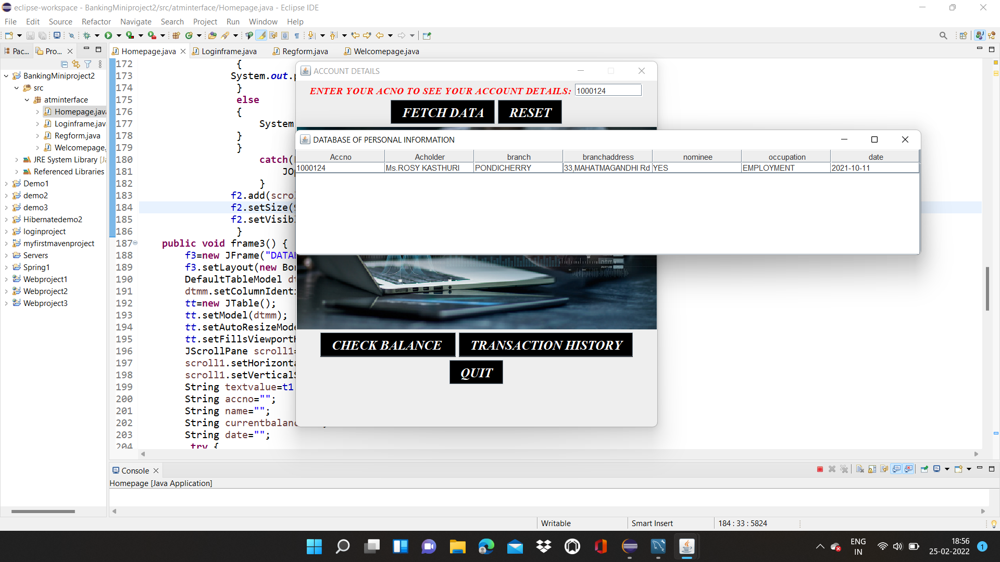 eclipse-workspace - BankingMiniproject2/src/atminterface/Homepage.java - Eclipse IDE
File Edit Source Refactor Navigate Search Project Run Window Help
Pac... Pro...
Homepage.java Loginframe.java Regform.java Welcomepage.java
BankingMiniproject2
src
atminterface
Homepage.java
Loginframe.jav
Regform.java
Welcomepage.
JRE System Library
Referenced Libraries
Demo1
demo2
demo3
Hibernatedemo2
loginproject
myfirstmavenproject
Servers
Spring1
Webproject1
Webproject2
Webproject3
172 {
173 System.out.
174 }
175 else
176 {
177 System
178 }
179 }
180 catch(
181 JO
182 }
183 f2.add(scrol
184 f2.setSize(
185 f2.setVisib
186 }
187 public void frame3() {
188 f3=new JFrame("DATA
189 f3.setLayout(new Bo
190 DefaultTableModel dt
191 dtmm.setColumnIdenti
192 tt=new JTable();
193 tt.setModel(dtmm);
194 tt.setAutoResizeMode
195 tt.setFillsViewport
196 JScrollPane scroll1=
197 scroll1.setHorizonta
198 scroll1.setVerticalS
199 String textvalue=t1
200 String accno="";
201 String name="";
202 String currentbalanc
203 String date="";
204 try {
ACCOUNT DETAILS
ENTER YOUR ACNO TO SEE YOUR ACCOUNT DETAILS: 1000124
FETCH DATA RESET
DATABASE OF PERSONAL INFORMATION
Accno Acholder branch branchaddress nominee occupation date
1000124 Ms.ROSY KASTHURI PONDICHERRY 33,MAHATMAGANDHI Rd YES EMPLOYMENT 2021-10-11
CHECK BALANCE TRANSACTION HISTORY
QUIT
Console
Homepage [Java Application]
Writable Smart Insert 184 : 33 : 5824
ENG
IN
18:56
25-02-2022
1